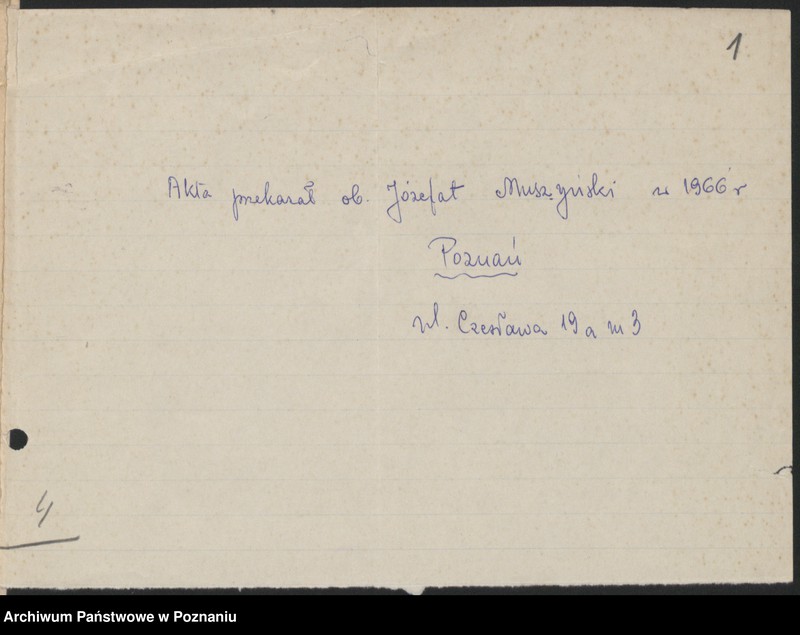 1
Akta przekazał ob. Józefat Muszyński w 1966 r
Poznań
ul. Czesława 19 a m 3
4
Archiwum Państwowe w Poznaniu